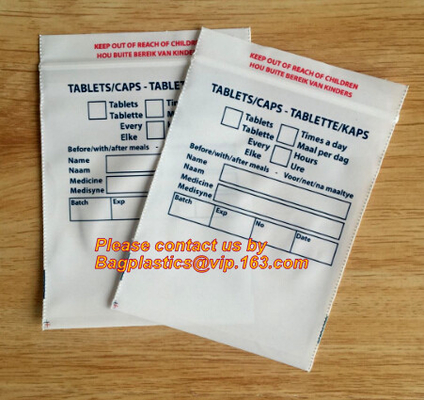 KEEP OUT OF REACH OF CHILDREN
HOU BUITE BEREIK VAN KINDERS
TABLETS/CAPS - TABLETTE
Tablets
Tablette
Every
Elke
Before/with/after meals -
Name
Naam
Medicine
Medisyne
Batch Exp
KEEP OUT OF REACH OF CHILDREN
HOU BUITE BEREIK VAN KINDERS
TABLETS/CAPS - TABLETTE/KAPS
Tablets Times a day
Tablette Maal per dag
Every Hours
Elke Ure
Before/with/after meals - Voor/net/na maaltye
Name
Naam
Medicine
Medisyne
Batch Exp No Date
Please contact us by
Bagplastics@vip.163.com